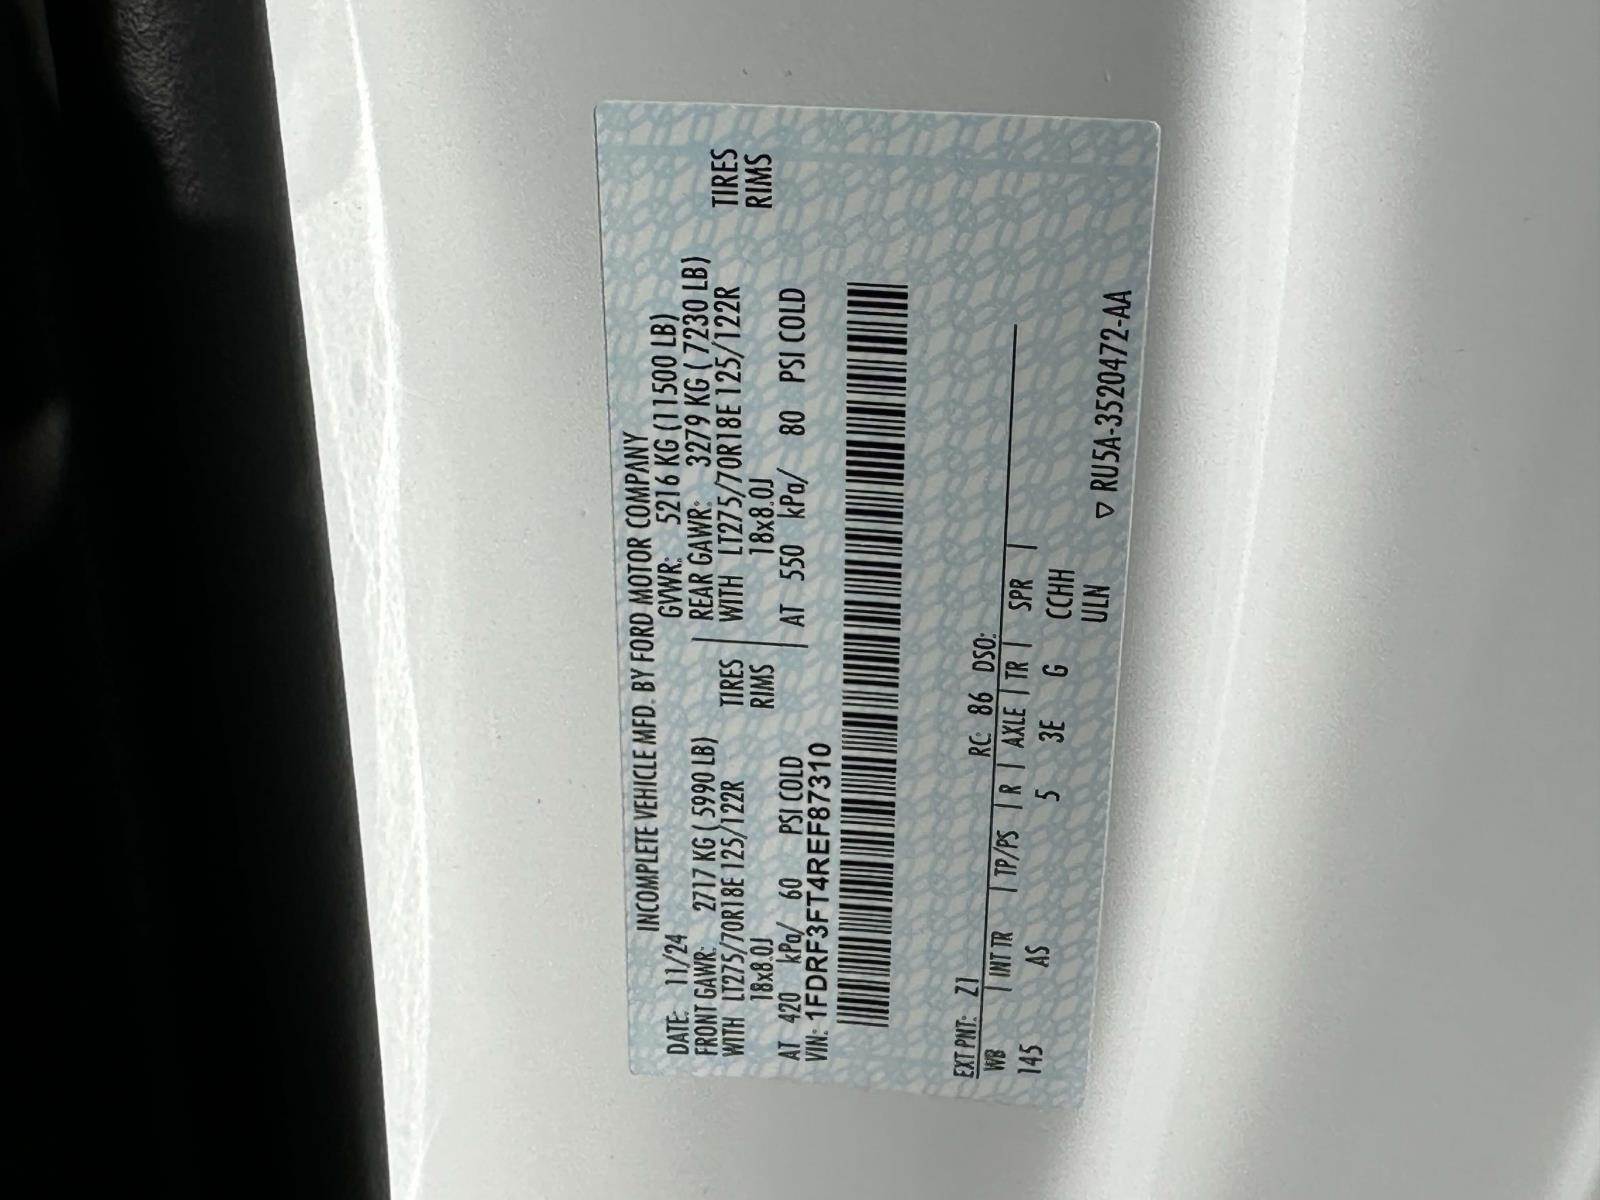 INCOMPLETE VEHICLE MFD. BY FORD MOTOR COMPANY
DATE: 11/24 GVWR: 5216 KG (11500 LB)
FRONT GAWR: 2717 KG (5990 LB) REAR GAWR: 3279 KG (7230 LB)
WITH LT275/70R18E 125/122R TIRES WITH LT275/70R18E 125/122R TIRES
18x8.0J RIMS 18x8.0J RIMS
AT 420 kPa/ 60 PSI COLD AT 550 kPa/ 80 PSI COLD
VIN: 1FDRF3FT4REF87310
EXT PNT: Z1 RC: 86 DSO:
WB | INT TR | TP/PS | R | AXLE | TR | SPR |
145 AS 5 3E G CCHH
ULN
▽ RU5A-3520472-AA